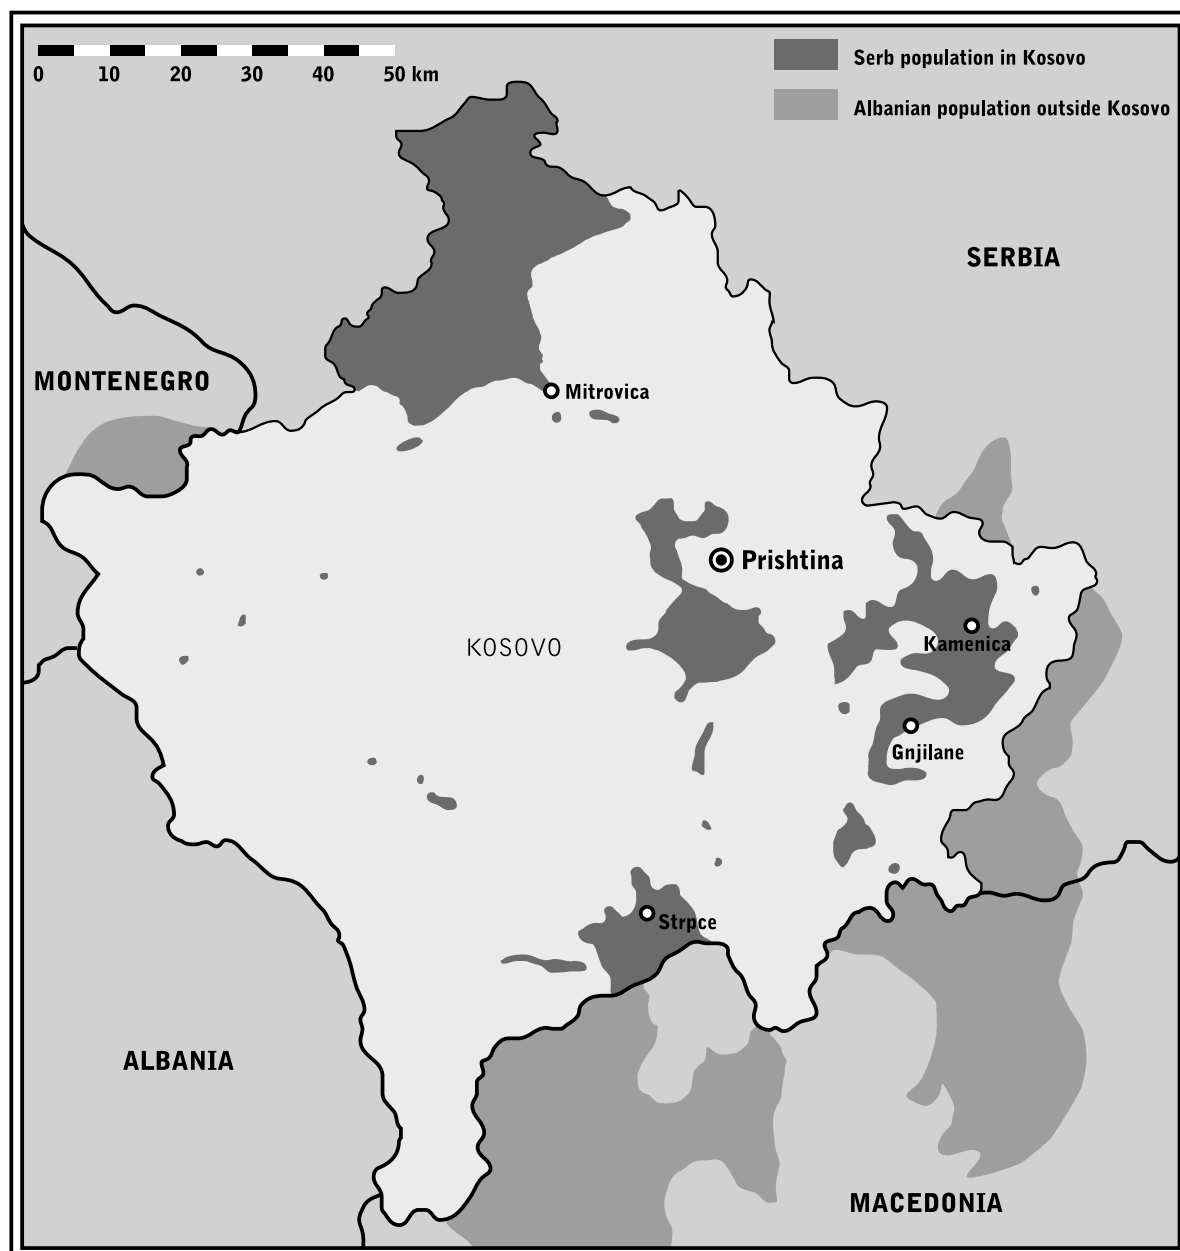 0 10 20 30 40 50 km
Serb population in Kosovo
Albanian population outside Kosovo
SERBIA
MONTENEGRO
Mitrovica
Prishtina
KOSOVO
Kamenica
Gnjilane
Strpce
ALBANIA
MACEDONIA